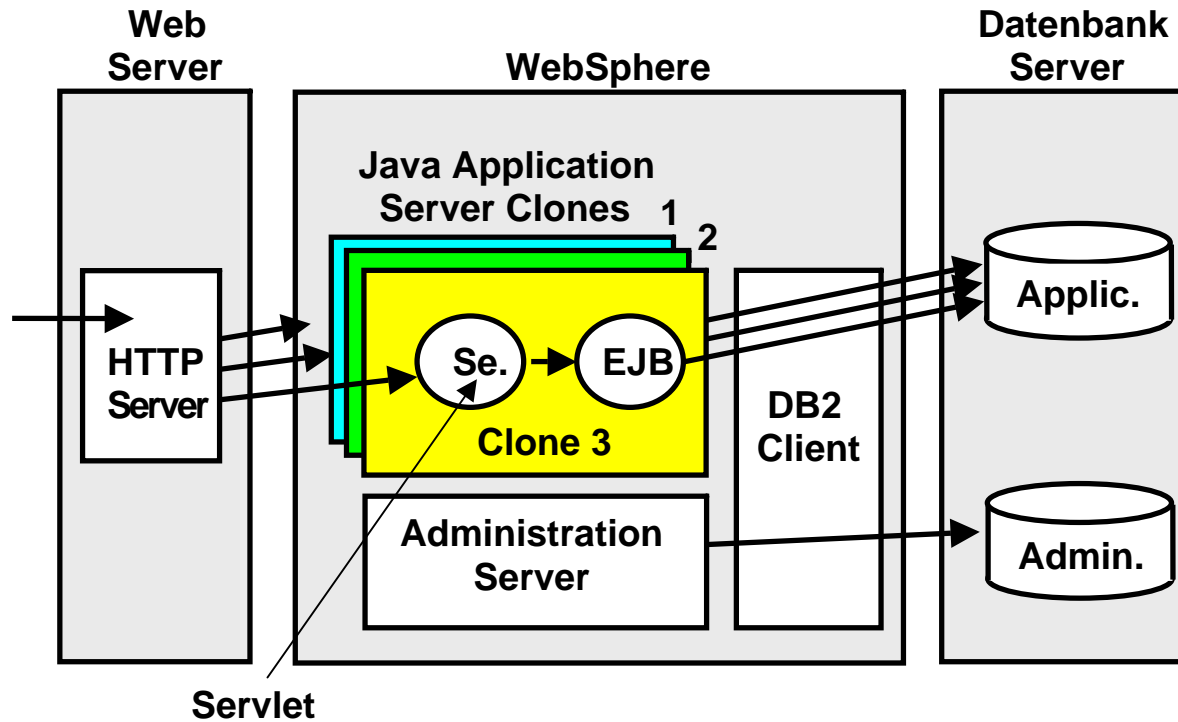 Web
Server
WebSphere
Datenbank
Server
Java Application
Server Clones
1
2
HTTP
Server
Se.
EJB
Clone 3
DB2
Client
Applic.
Administration
Server
Admin.
Servlet